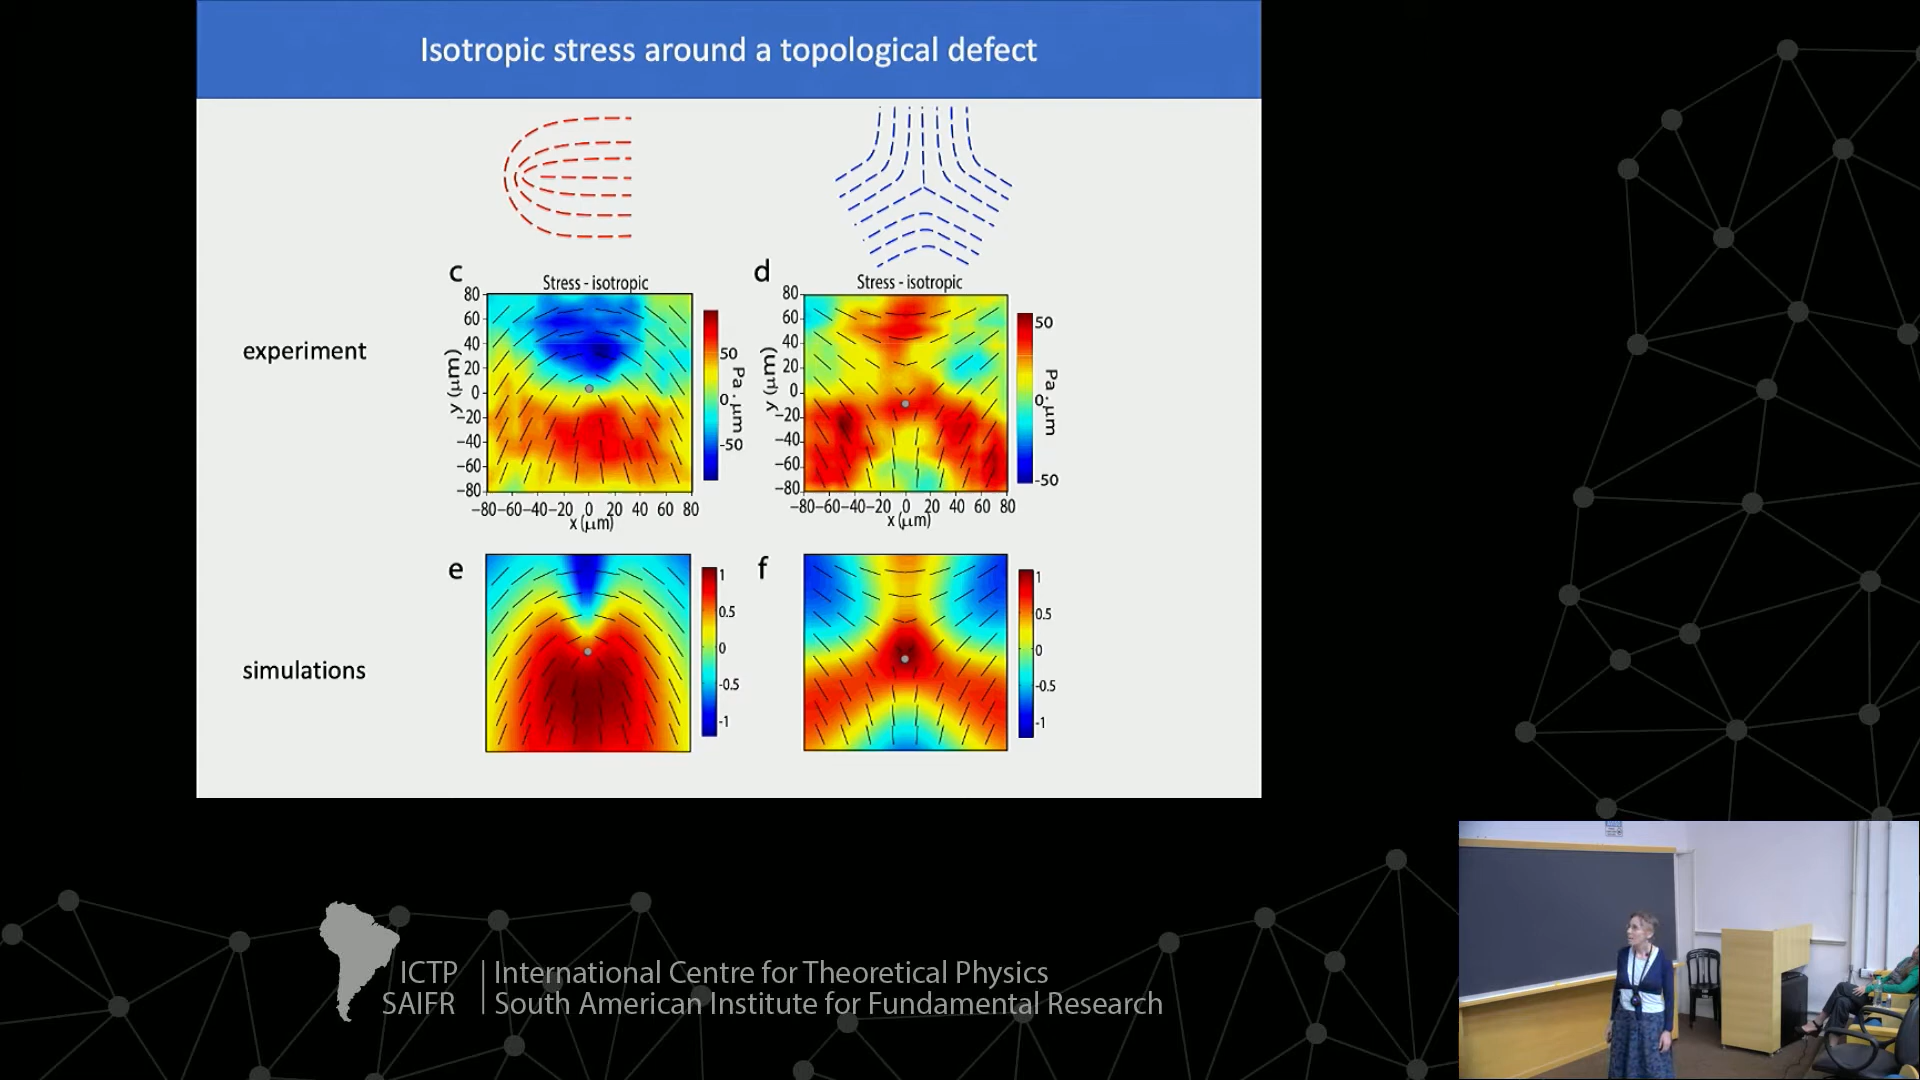 Isotropic stress around a topological defect
c
d
Stress - isotropic
Stress - isotropic
experiment
80
60
40
20
0
-20
-40
-60
-80
y (μm)
-80 -60 -40 -20 0 20 40 60 80
x (μm)
50
0
-50
Pa.μm
80
60
40
20
0
-20
-40
-60
-80
y (μm)
-80 -60 -40 -20 0 20 40 60 80
x (μm)
50
0
-50
Pa.μm
simulations
e
1
0.5
0
-0.5
-1
f
1
0.5
0
-0.5
-1
ICTP
SAIFR
International Centre for Theoretical Physics
South American Institute for Fundamental Research